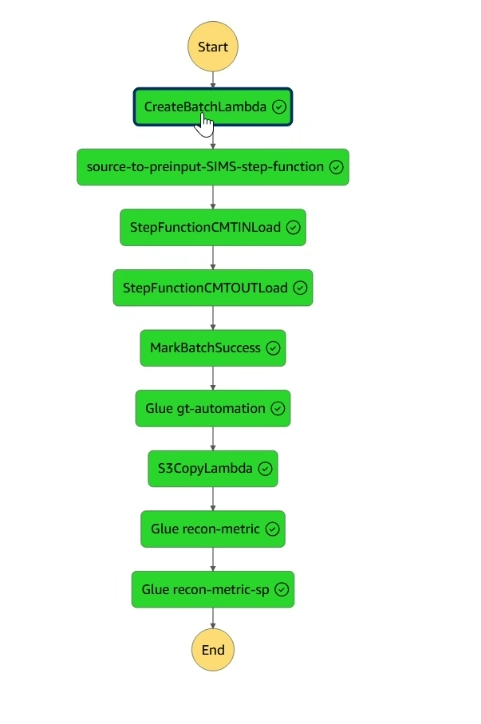 Start
CreateBatchLambda
source-to-preinput-SIMS-step-function
StepFunctionCMTINLoad
StepFunctionCMTOUTLoad
MarkBatchSuccess
Glue gt-automation
S3CopyLambda
Glue recon-metric
Glue recon-metric-sp
End